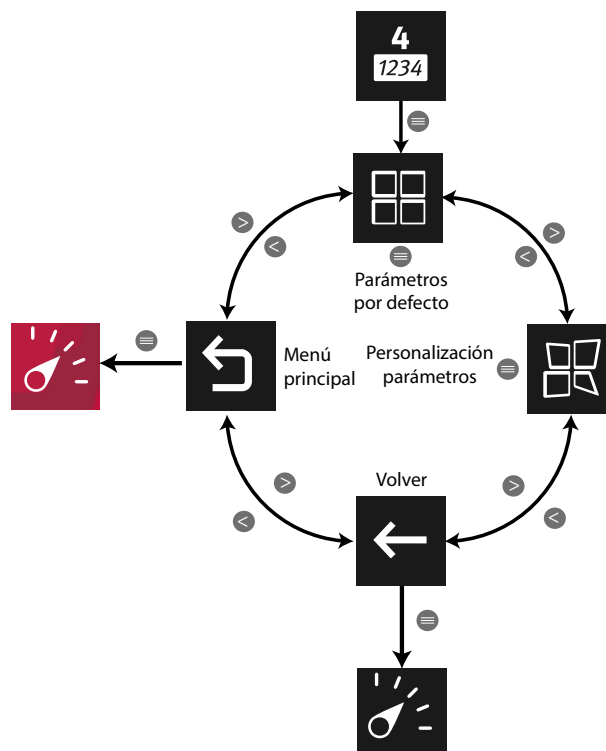 4
1234
Parámetros
por defecto
Menú
principal
Personalización
parámetros
Volver